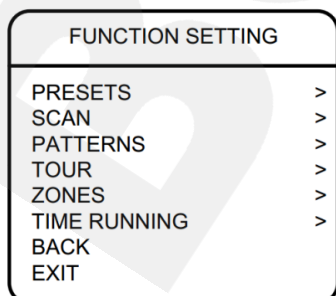 FUNCTION SETTING
PRESETS >
SCAN >
PATTERNS >
TOUR >
ZONES >
TIME RUNNING >
BACK
EXIT